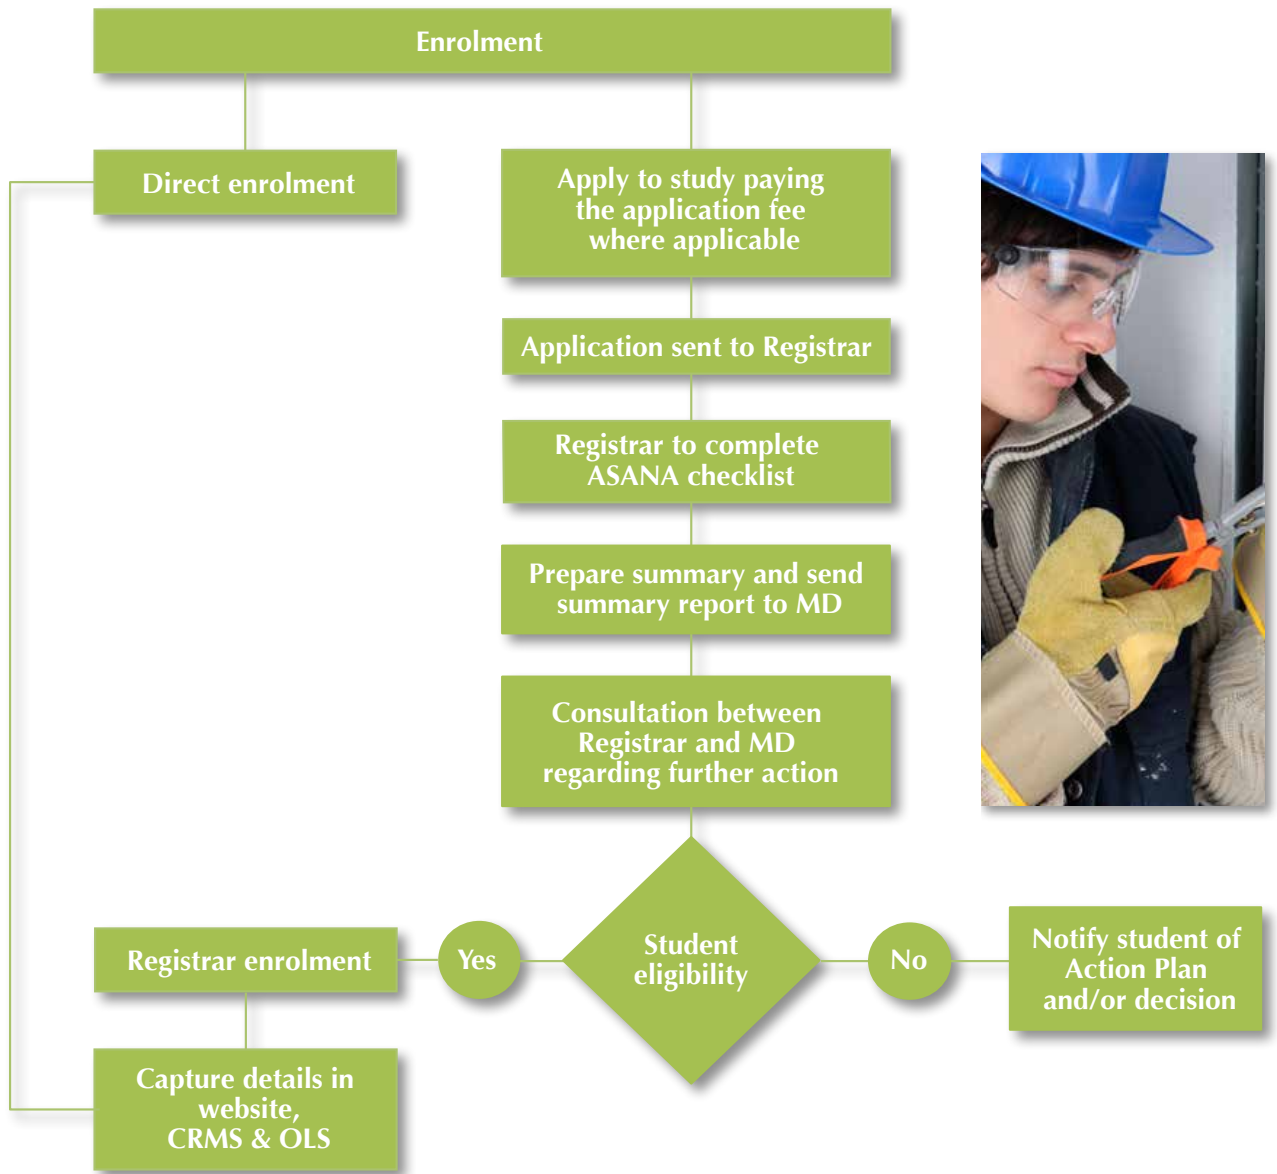 Enrolment
Direct enrolment
Apply to study paying
the application fee
where applicable
Application sent to Registrar
Registrar to complete
ASANA checklist
Prepare summary and send
summary report to MD
Consultation between
Registrar and MD
regarding further action
Student
eligibility
Yes
No
Registrar enrolment
Notify student of
Action Plan
and/or decision
Capture details in
website,
CRMS & OLS